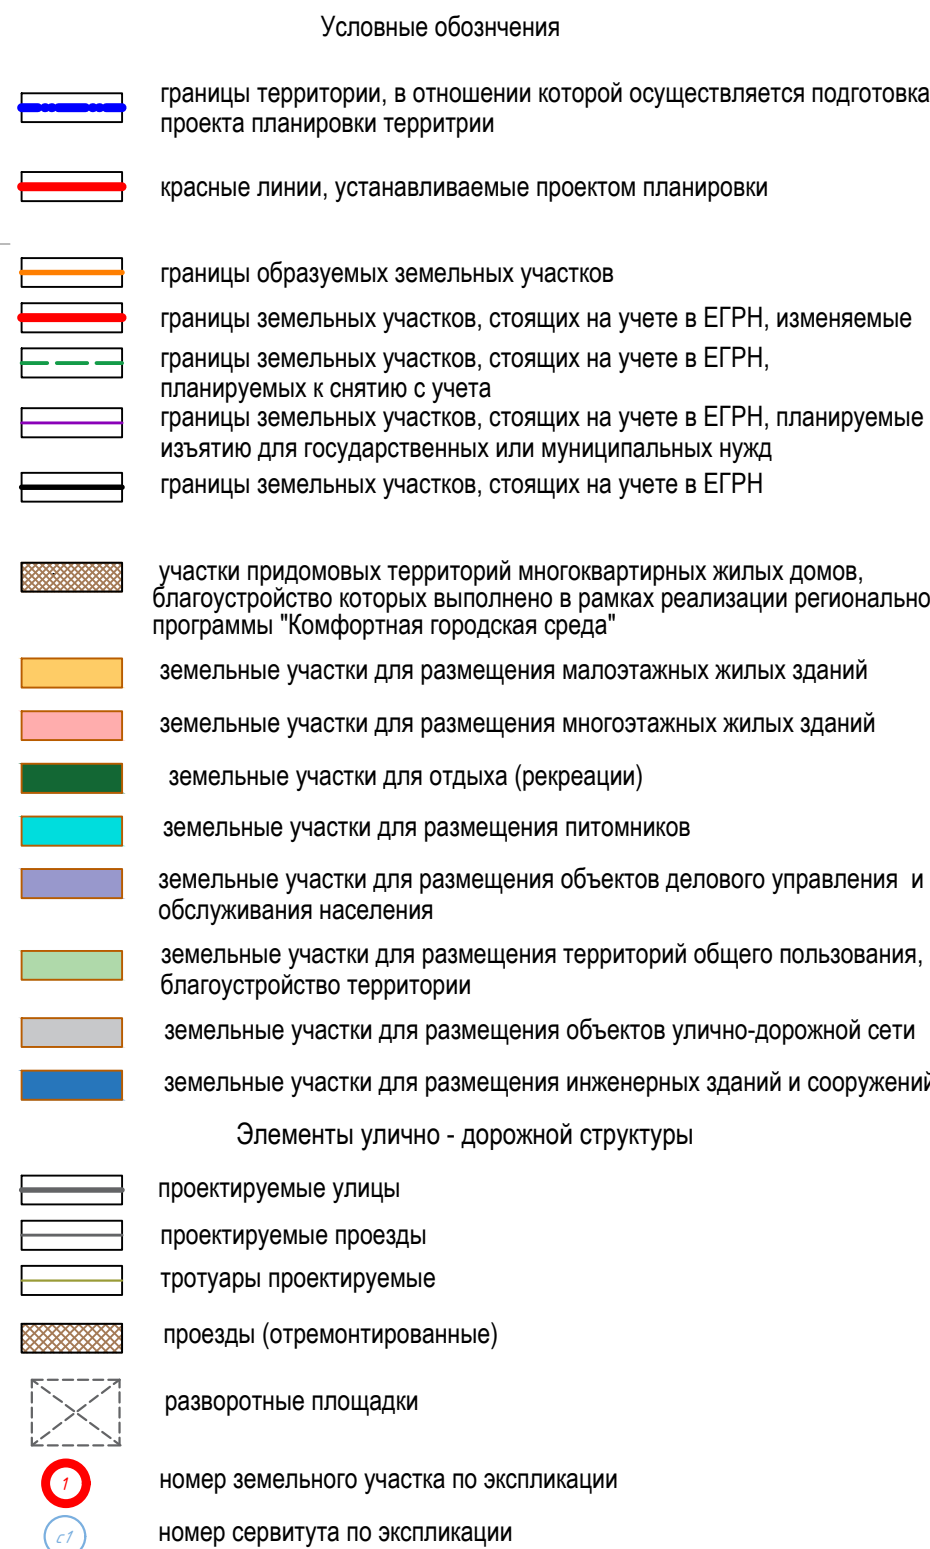 Условные обознчения
границы территории, в отношении которой осуществляется подготовка
проекта планировки территрии
красные линии, устанавливаемые проектом планировки
границы образуемых земельных участков
границы земельных участков, стоящих на учете в ЕГРН, изменяемые
границы земельных участков, стоящих на учете в ЕГРН,
планируемых к снятию с учета
границы земельных участков, стоящих на учете в ЕГРН, планируемые
изъятию для государственных или муниципальных нужд
границы земельных участков, стоящих на учете в ЕГРН
участки придомовых территорий многоквартирных жилых домов,
благоустройство которых выполнено в рамках реализации регионально
программы "Комфортная городская среда"
земельные участки для размещения малоэтажных жилых зданий
земельные участки для размещения многоэтажных жилых зданий
земельные участки для отдыха (рекреации)
земельные участки для размещения питомников
земельные участки для размещения объектов делового управления и
обслуживания населения
земельные участки для размещения территорий общего пользования,
благоустройство территории
земельные участки для размещения объектов улично-дорожной сети
земельные участки для размещения инженерных зданий и сооружений
Элементы улично - дорожной структуры
проектируемые улицы
проектируемые проезды
тротуары проектируемые
проезды (отремонтированные)
разворотные площадки
1 номер земельного участка по экспликации
с1 номер сервитута по экспликации